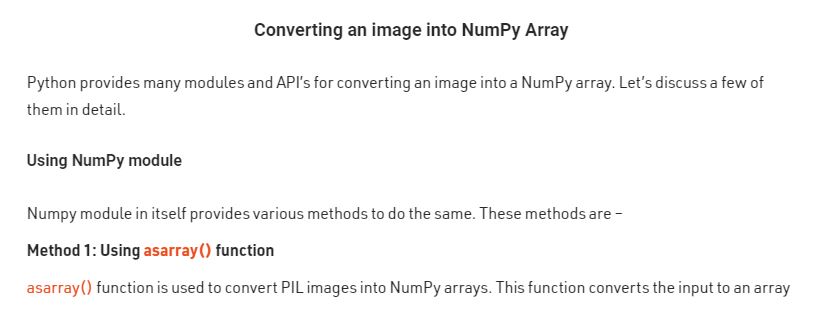 Converting an image into NumPy Array
Python provides many modules and API's for converting an image into a NumPy array. Let's discuss a few of
them in detail.
Using NumPy module
Numpy module in itself provides various methods to do the same. These methods are –
Method 1: Using asarray() function
asarray() function is used to convert PIL images into NumPy arrays. This function converts the input to an array